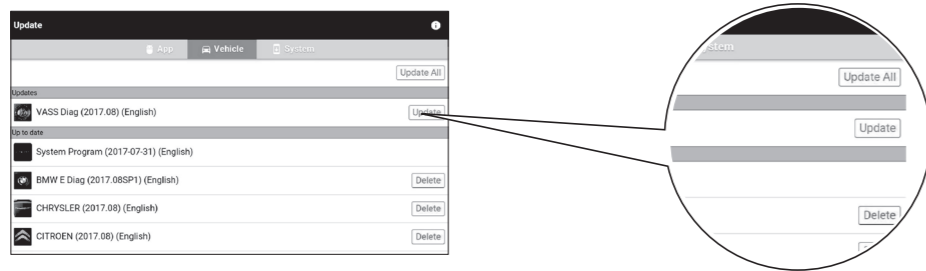 Update
App Vehicle System
Update All
Updates
VASS Diag (2017.08) (English) Update
Up to date
System Program (2017-07-31) (English)
BMW E Diag (2017.08SP1) (English) Delete
CHRYSLER (2017.08) (English) Delete
CITROEN (2017.08) (English) Delete
ystem
Update All
Update
Delete